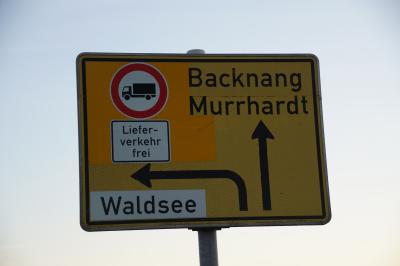 Backnang
Murrhardt
Liefer-
verkehr
frei
Waldsee